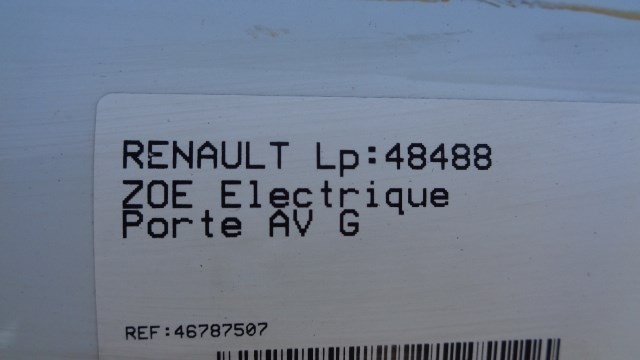 RENAULT Lp:48488
ZOE Electrique
Porte AV G
REF:46787507